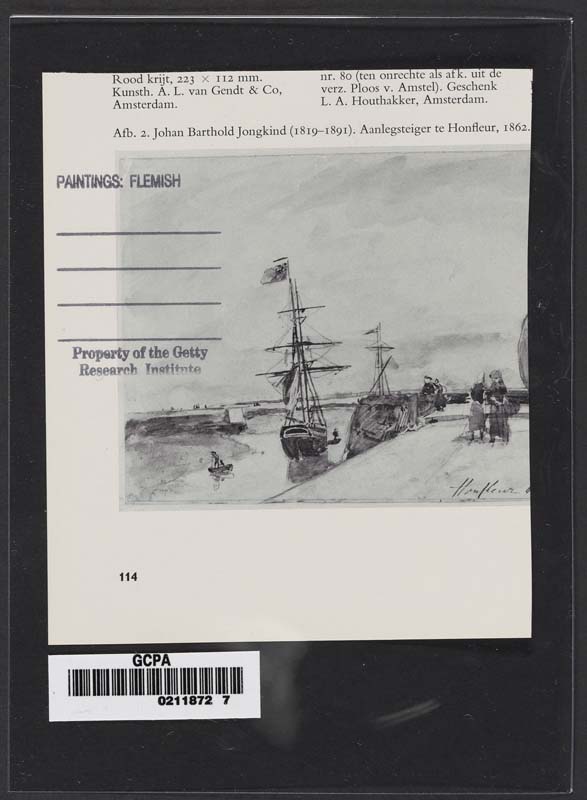 Rood krijt, 223 × 112 mm.
Kunsth. A. L. van Gendt & Co,
Amsterdam.
nr. 80 (ten onrechte als afk. uit de
verz. Ploos v. Amstel). Geschenk
L. A. Houthakker, Amsterdam.
Afb. 2. Johan Barthold Jongkind (1819–1891). Aanlegsteiger te Honfleur, 1862.
PAINTINGS: FLEMISH
Property of the Getty
Research Institute
Honfleur
114
GCPA
0211872 7